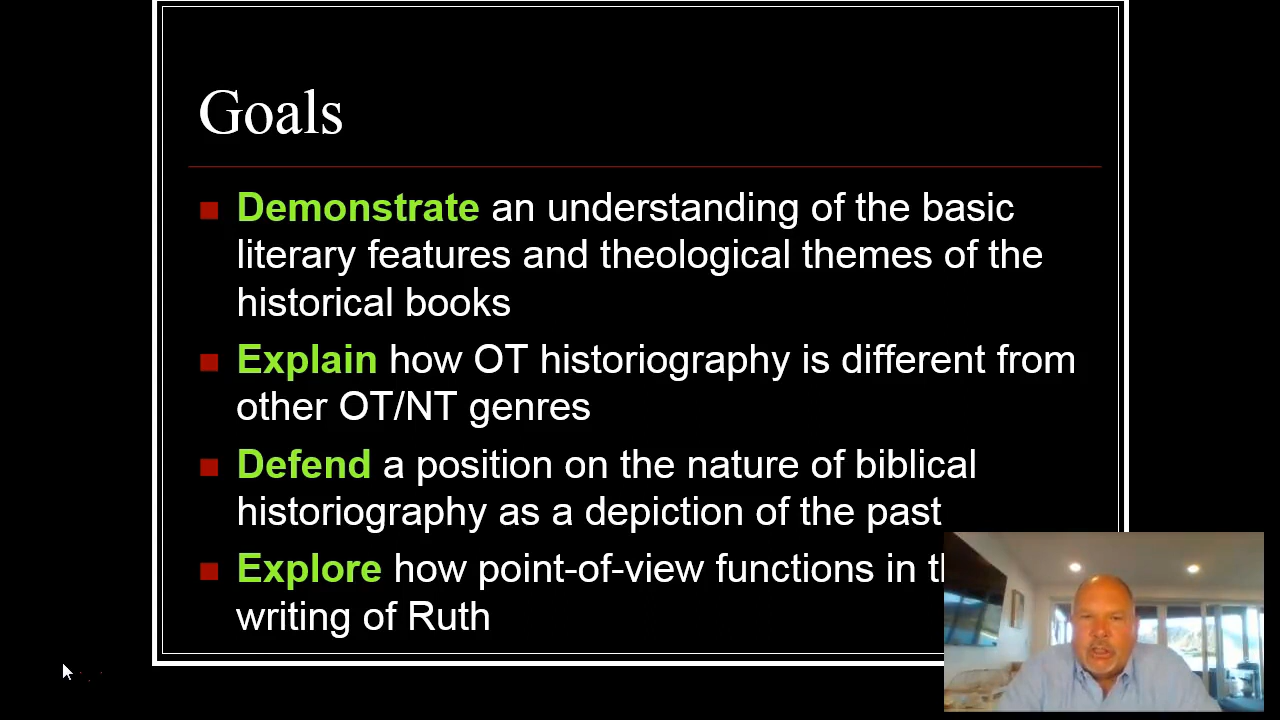 Goals
Demonstrate an understanding of the basic
literary features and theological themes of the
historical books
Explain how OT historiography is different from
other OT/NT genres
Defend a position on the nature of biblical
historiography as a depiction of the past
Explore how point-of-view functions in
writing of Ruth